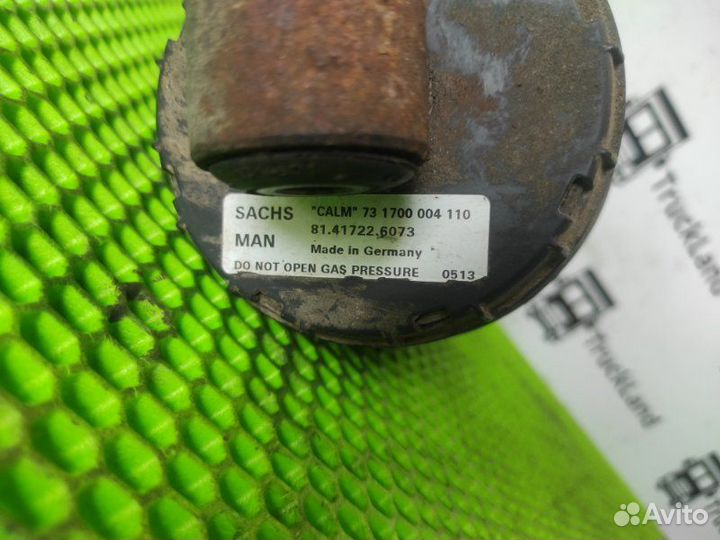 SACHS "CALM" 73 1700 004 110
81.41722.6073
MAN Made in Germany
DO NOT OPEN GAS PRESSURE 0513
TruckLand
TruckLand
Avito